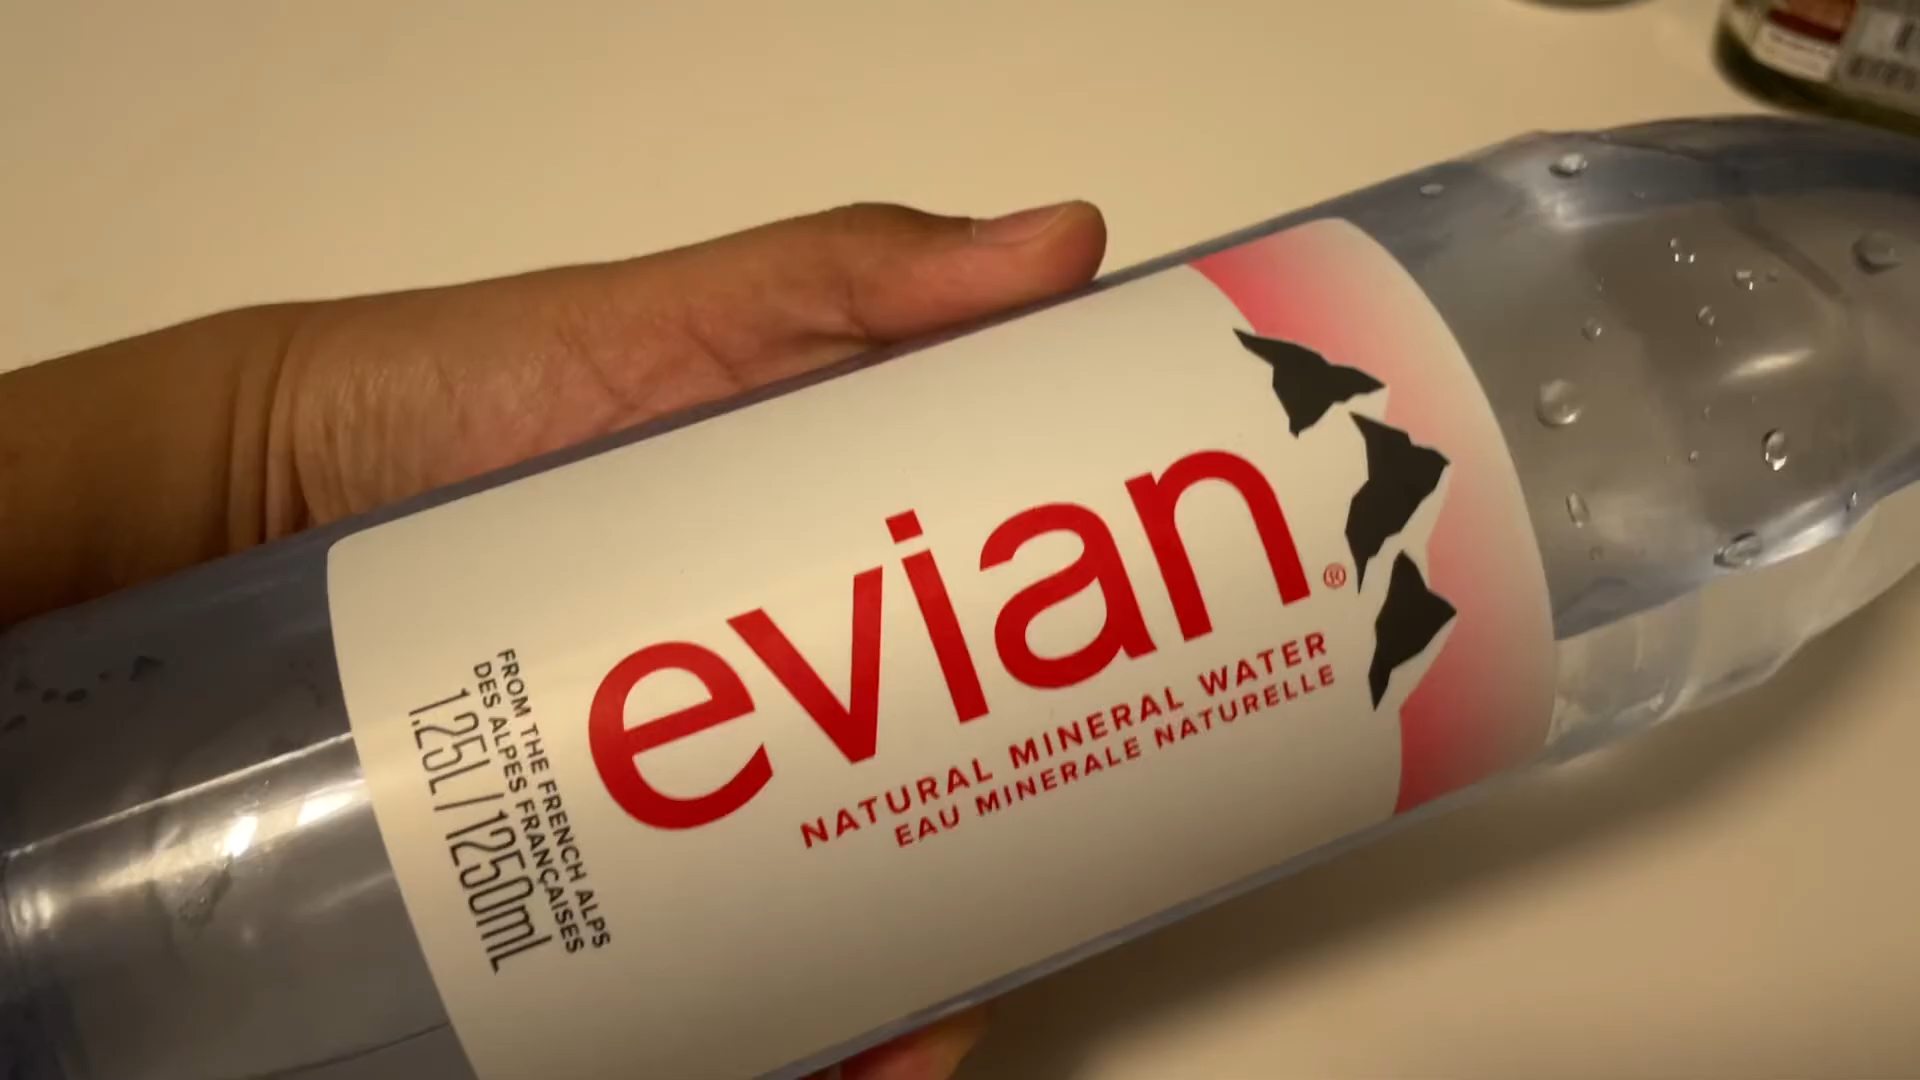 evian®
NATURAL MINERAL WATER
EAU MINERALE NATURELLE
FROM THE FRENCH ALPS
DES ALPES FRANÇAISES
1.25L / 1250mL